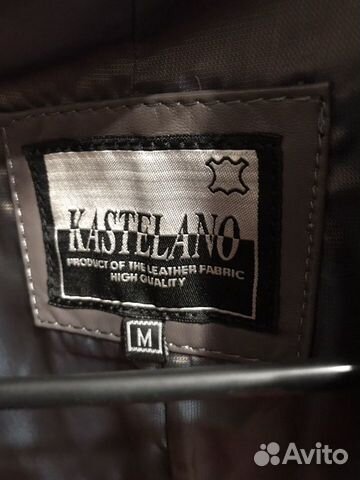 KASTELANO
PRODUCT OF THE LEATHER FABRIC
HIGH QUALITY
M
Avito